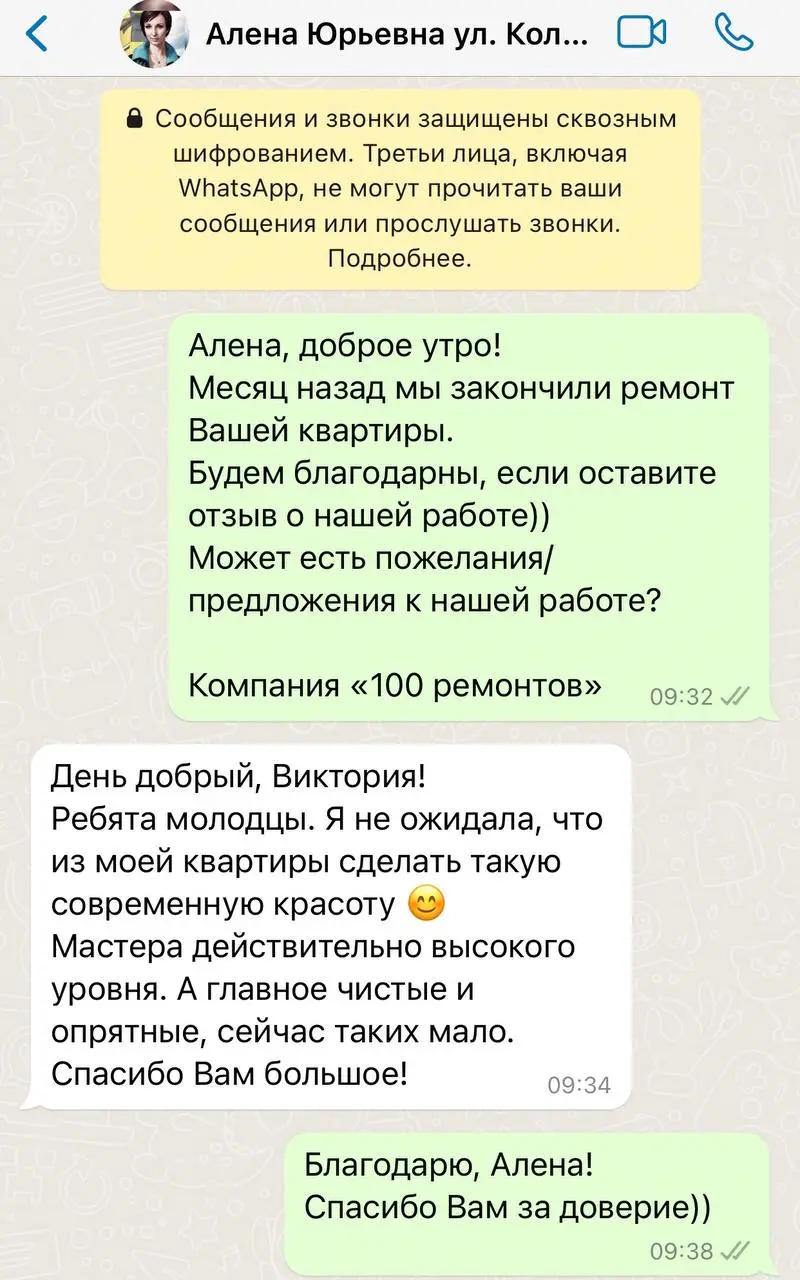 Алена Юрьевна ул. Кол...
Сообщения и звонки защищены сквозным
шифрованием. Третьи лица, включая
WhatsApp, не могут прочитать ваши
сообщения или прослушать звонки.
Подробнее.
Алена, доброе утро!
Месяц назад мы закончили ремонт
Вашей квартиры.
Будем благодарны, если оставите
отзыв о нашей работе))
Может есть пожелания/
предложения к нашей работе?
Компания «100 ремонтов»
09:32
День добрый, Виктория!
Ребята молодцы. Я не ожидала, что
из моей квартиры сделать такую
современную красоту 😊
Мастера действительно высокого
уровня. А главное чистые и
опрятные, сейчас таких мало.
Спасибо Вам большое!
09:34
Благодарю, Алена!
Спасибо Вам за доверие))
09:38